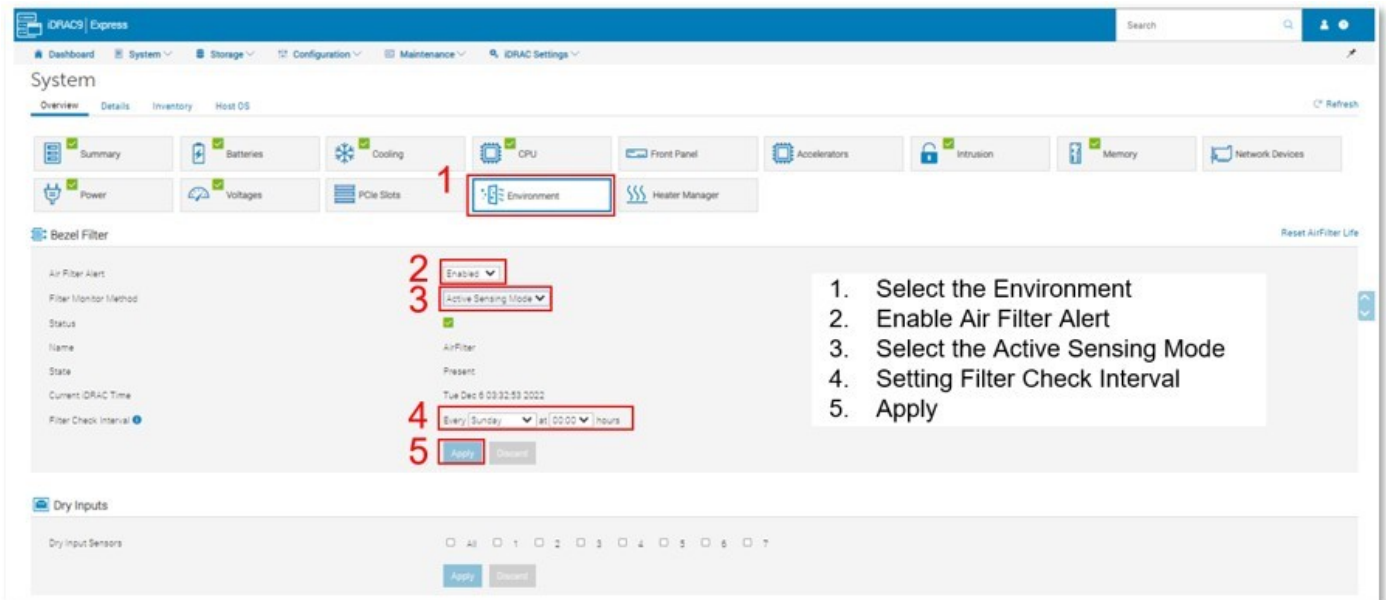 iDRAC9 | Express
Search
Dashboard System Storage Configuration Maintenance iDRAC Settings
System
Overview Details Inventory Host OS
Refresh
Summary Batteries Cooling CPU Front Panel Accelerators Intrusion Memory Network Devices
1
Power Voltages PCIe Slots Environment Heater Manager
Bezel Filter
Reset AirFilter Life
Air Filter Alert 2 Enabled
Filter Monitor Method 3 Active Sensing Mode
Status
Name AirFilter
State Present
Current iDRAC Time Tue Dec 6 03:32:53 2022
Filter Check Interval 4 Every Sunday at 00:00 hours
5 Apply Discard
1. Select the Environment
2. Enable Air Filter Alert
3. Select the Active Sensing Mode
4. Setting Filter Check Interval
5. Apply
Dry Inputs
Dry Input Sensors All 1 2 3 4 5 6 7
Apply Discard